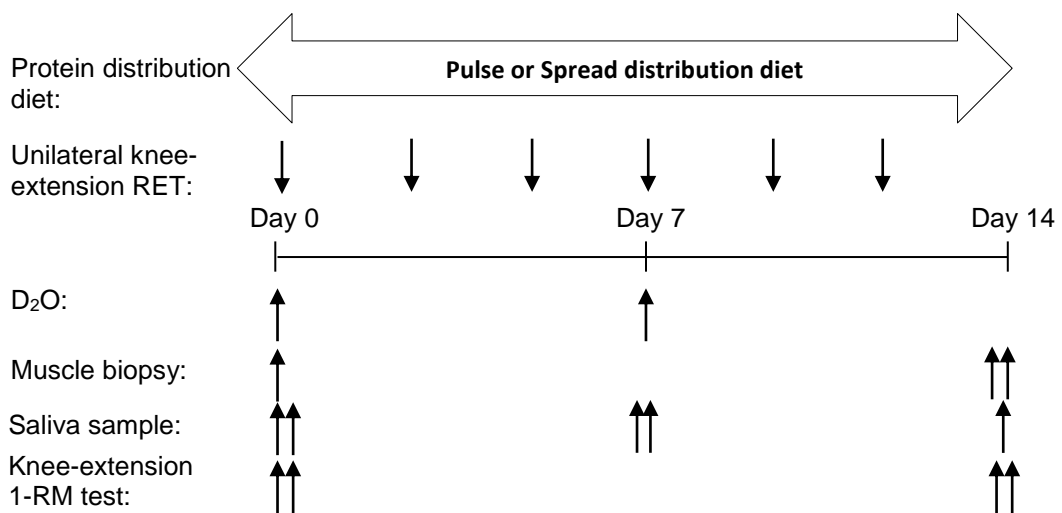 Protein distribution
diet:
Pulse or Spread distribution diet
Unilateral knee-
extension RET:
Day 0
Day 7
Day 14
D₂O:
Muscle biopsy:
Saliva sample:
Knee-extension
1-RM test: